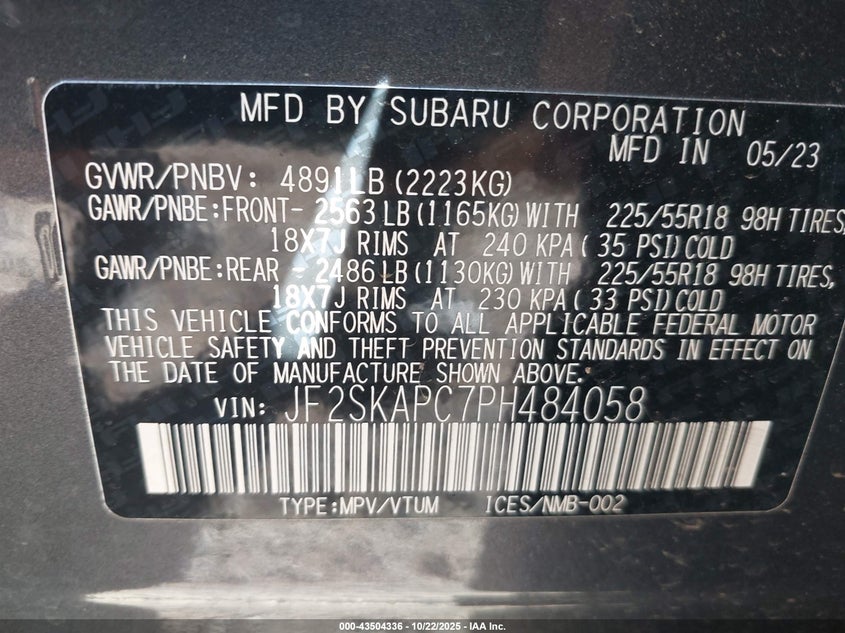 MFD BY SUBARU CORPORATION
MFD IN 05/23
GVWR/PNBV: 4891LB (2223KG)
GAWR/PNBE:FRONT- 2563 LB (1165KG) WITH 225/55R18 98H TIRES,
18X7J RIMS AT 240 KPA ( 35 PSI) COLD
GAWR/PNBE:REAR - 2486 LB (1130KG) WITH 225/55R18 98H TIRES,
18X7J RIMS AT 230 KPA ( 33 PSI) COLD
THIS VEHICLE CONFORMS TO ALL APPLICABLE FEDERAL MOTOR
VEHICLE SAFETY AND THEFT PREVENTION STANDARDS IN EFFECT ON
THE DATE OF MANUFACTURE SHOWN ABOVE.
VIN: JF2SKAPC7PH484058
TYPE:MPV/VTUM ICES/NMB-002
000-43504336 - 10/22/2025 - IAA Inc.